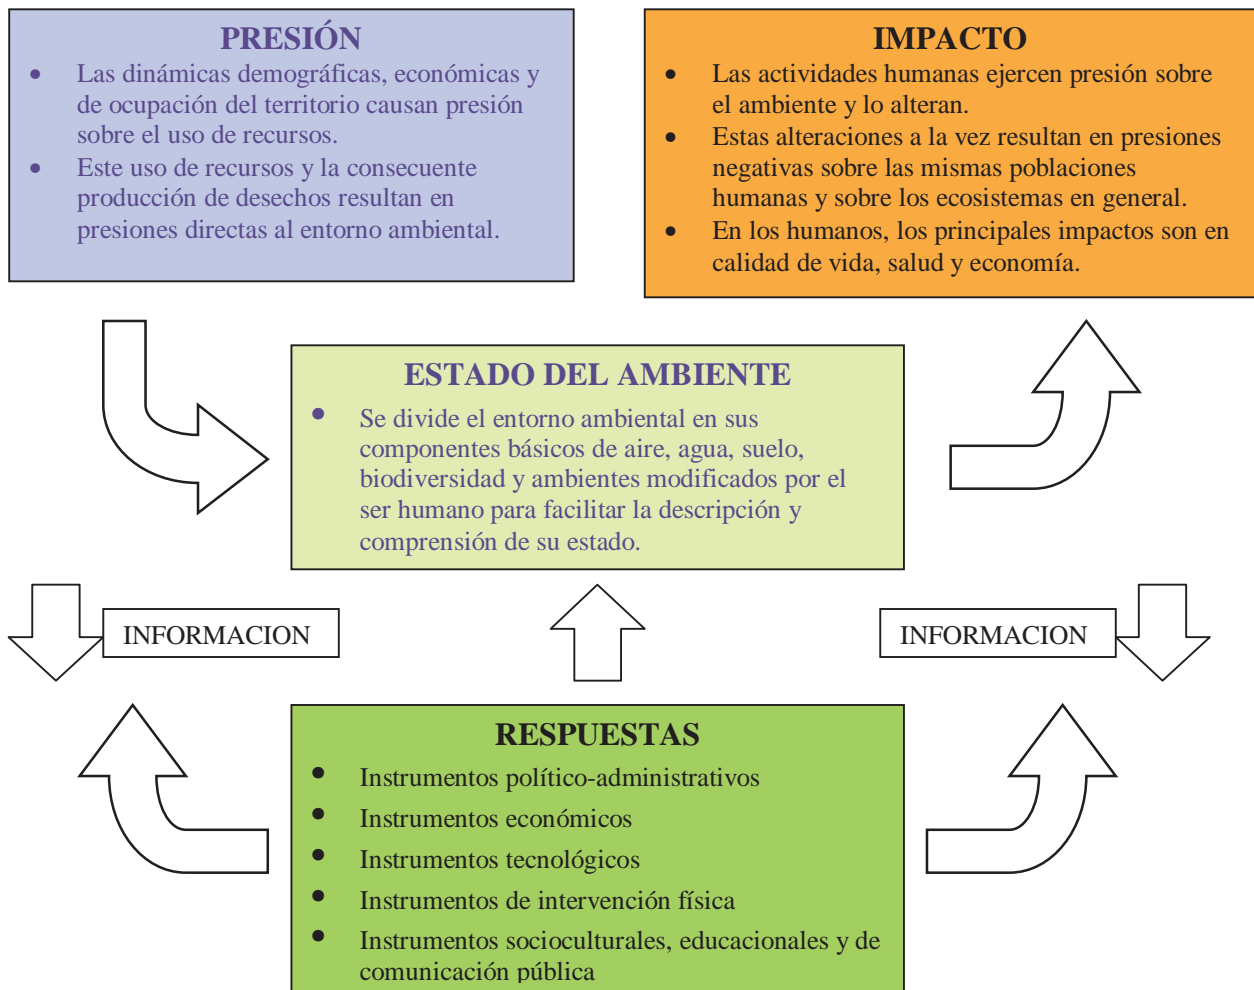 PRESIÓN
• Las dinámicas demográficas, económicas y
de ocupación del territorio causan presión
sobre el uso de recursos.
• Este uso de recursos y la consecuente
producción de desechos resultan en
presiones directas al entorno ambiental.
IMPACTO
• Las actividades humanas ejercen presión sobre
el ambiente y lo alteran.
• Estas alteraciones a la vez resultan en presiones
negativas sobre las mismas poblaciones
humanas y sobre los ecosistemas en general.
• En los humanos, los principales impactos son en
calidad de vida, salud y economía.
ESTADO DEL AMBIENTE
• Se divide el entorno ambiental en sus
componentes básicos de aire, agua, suelo,
biodiversidad y ambientes modificados por el
ser humano para facilitar la descripción y
comprensión de su estado.
INFORMACION
INFORMACION
RESPUESTAS
• Instrumentos político-administrativos
• Instrumentos económicos
• Instrumentos tecnológicos
• Instrumentos de intervención física
• Instrumentos socioculturales, educacionales y de
comunicación pública